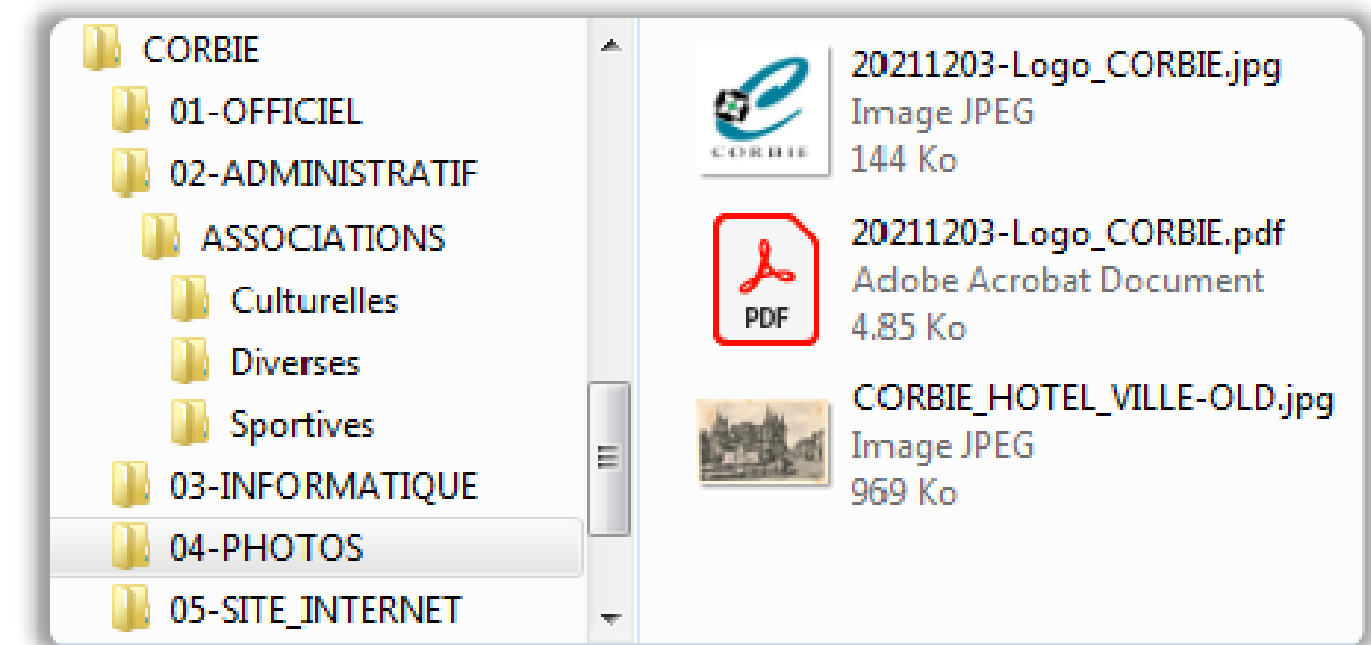 CORBIE
01-OFFICIEL
02-ADMINISTRATIF
ASSOCIATIONS
Culturelles
Diverses
Sportives
03-INFORMATIQUE
04-PHOTOS
05-SITE_INTERNET
20211203-Logo_CORBIE.jpg
Image JPEG
144 Ko
CORBIE
20211203-Logo_CORBIE.pdf
Adobe Acrobat Document
4.85 Ko
PDF
CORBIE_HOTEL_VILLE-OLD.jpg
Image JPEG
969 Ko